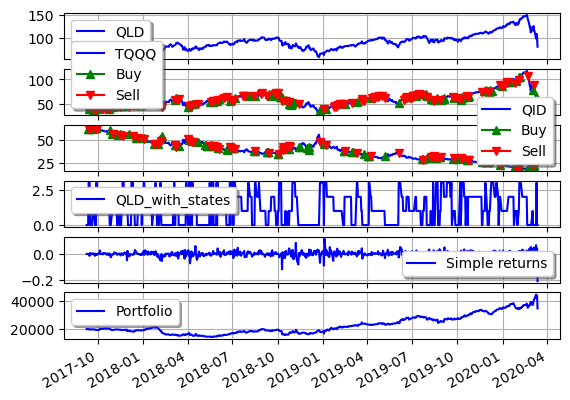 150
100
QLD
TQQQ
Buy
Sell
100
50
QID
Buy
Sell
50
25
2.5
0.0
QLD_with_states
0.0
−0.2
Simple returns
40000
20000
Portfolio
2017-10
2018-01
2018-04
2018-07
2018-10
2019-01
2019-04
2019-07
2019-10
2020-01
2020-04